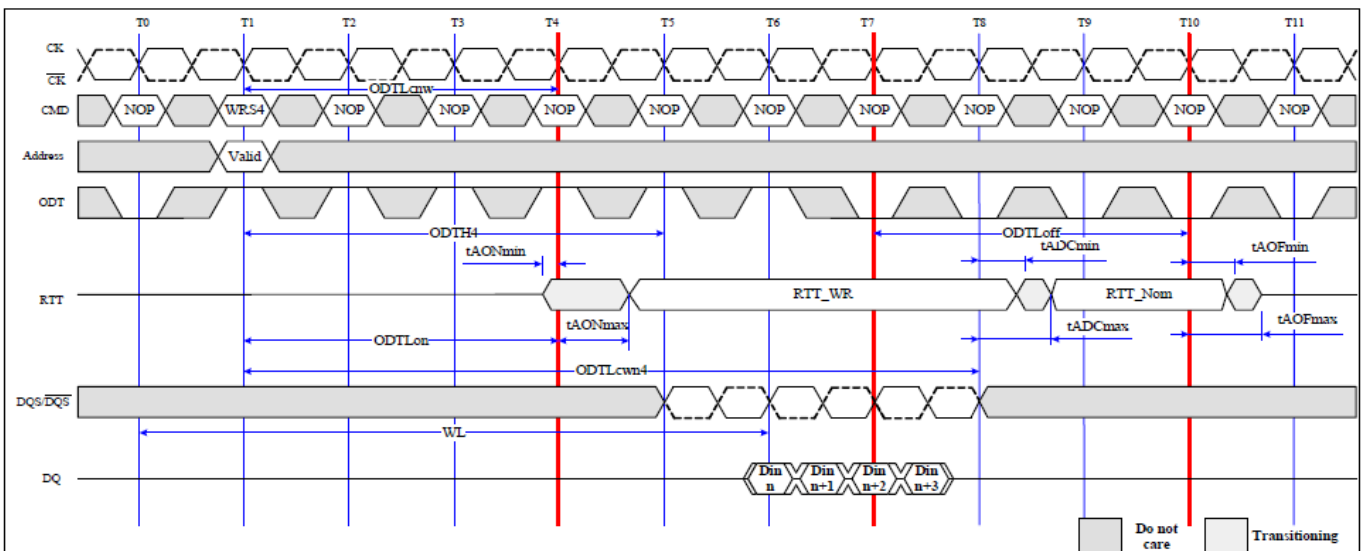 T0 T1 T2 T3 T4 T5 T6 T7 T8 T9 T10 T11
CK
CK
ODTLcnw
CMD NOP WRS4 NOP NOP NOP NOP NOP NOP NOP NOP NOP NOP
Address Valid
ODT
ODTH4 ODTLoff
tAONmin tADCmin tAOFmin
RTT RTT_WR RTT_Nom
tAONmax tADCmax tAOFmax
ODTLon
ODTLcwn4
DQS/DQS
WL
DQ Din n Din n+1 Din n+2 Din n+3
Do not care Transitioning